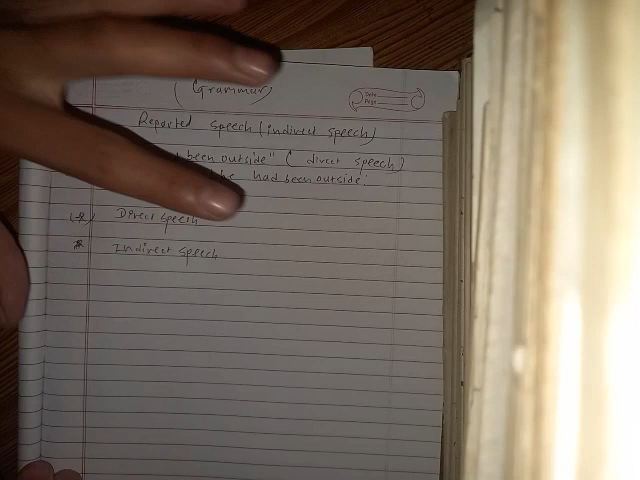 (Grammar)
Date
Page
Reported speech (indirect speech)
been outside" (direct speech)
he had been outside.
Direct speech
Indirect speech